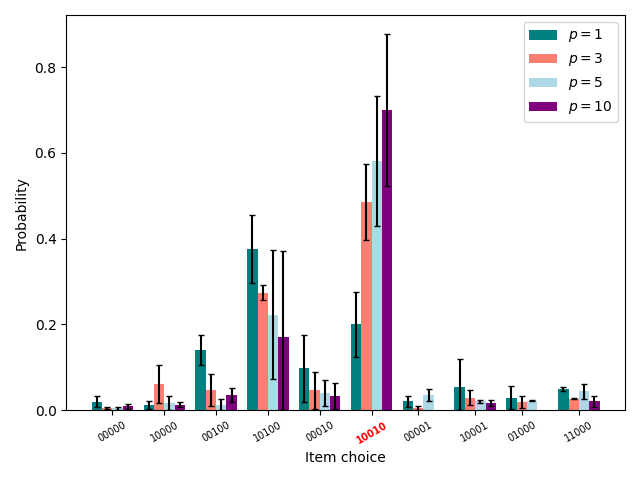 p = 1
p = 3
p = 5
p = 10
0.8
0.6
0.4
0.2
0.0
Probability
00000 10000 00100 10100 00010 10010 00001 10001 01000 11000
Item choice